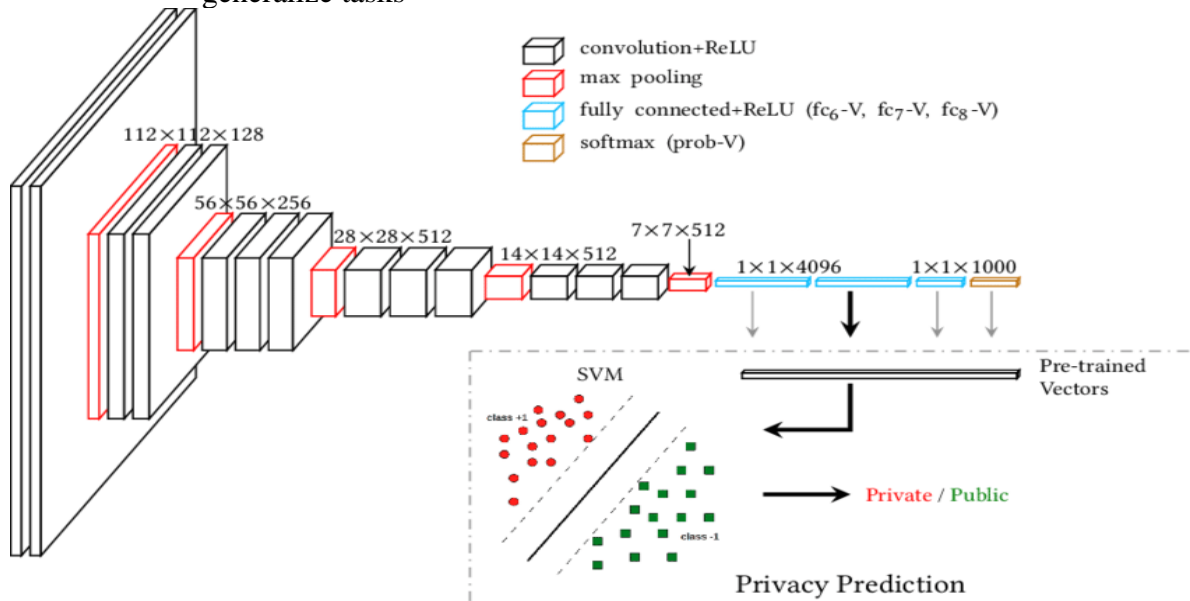 generalize tasks
convolution+ReLU
max pooling
fully connected+ReLU (fc₆-V, fc₇-V, fc₈-V)
softmax (prob-V)
112×112×128
56×56×256
28×28×512
14×14×512
7×7×512
1×1×4096
1×1×1000
Pre-trained
Vectors
SVM
class +1
class -1
Private / Public
Privacy Prediction